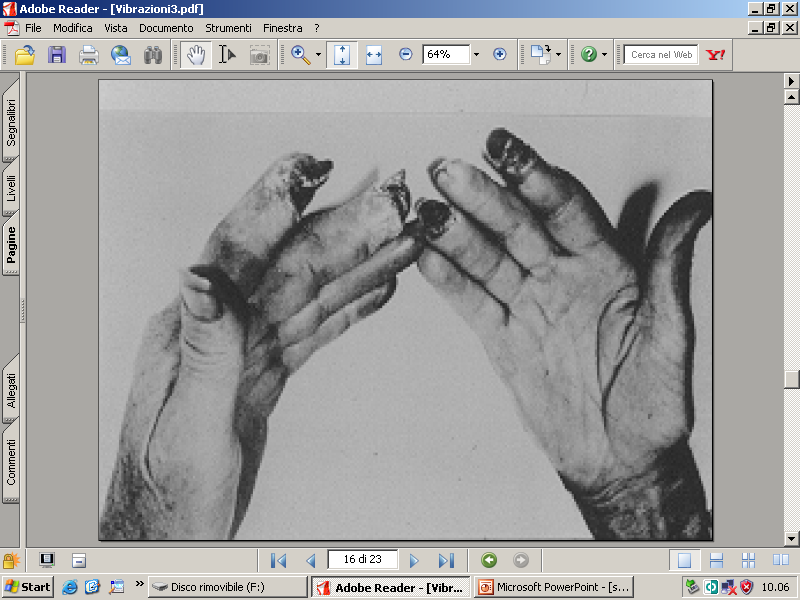 Adobe Reader - [Vibrazioni3.pdf]
File Modifica Vista Documento Strumenti Finestra ?
64% Cerca nel Web Y!
Segnalibri
Livelli
Pagine
Allegati
Commenti
16 di 23
Start » Disco rimovibile (F:) Adobe Reader - [Vibr... Microsoft PowerPoint - [s... 10.06